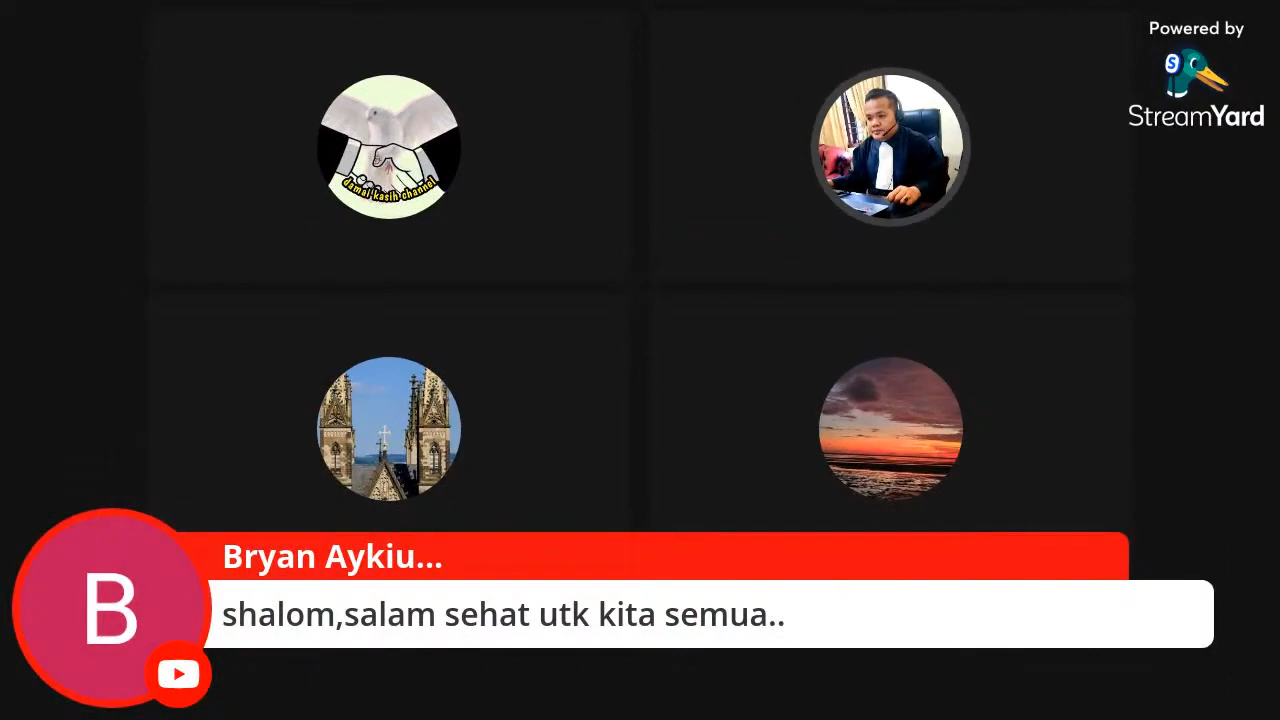 Powered by
S
StreamYard
damai kasih channel
Bryan Aykiu...
shalom,salam sehat utk kita semua..
B